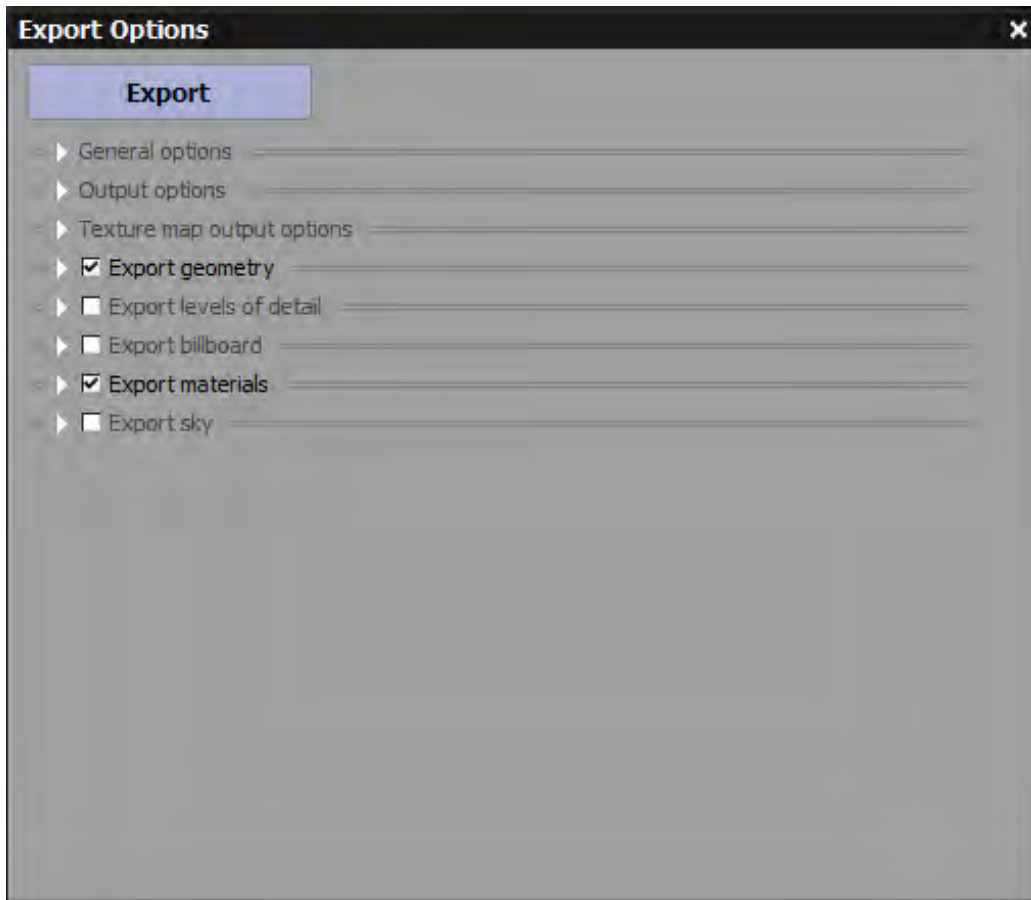 Export Options
Export
General options
Output options
Texture map output options
Export geometry
Export levels of detail
Export billboard
Export materials
Export sky